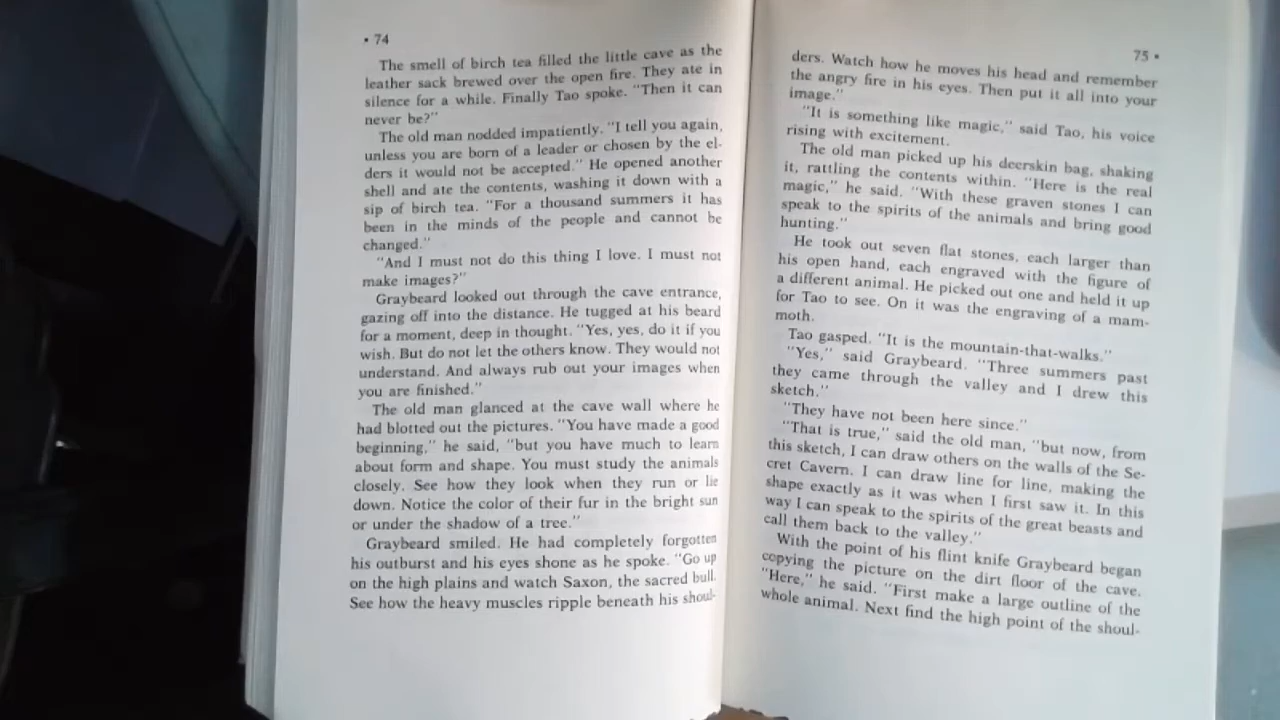 • 74
The smell of birch tea filled the little cave as the
leather sack brewed over the open fire. They ate in
silence for a while. Finally Tao spoke. "Then it can
never be?"
The old man nodded impatiently. "I tell you again,
unless you are born of a leader or chosen by the el-
ders it would not be accepted." He opened another
shell and ate the contents, washing it down with a
sip of birch tea. "For a thousand summers it has
been in the minds of the people and cannot be
changed."
"And I must not do this thing I love. I must not
make images?"
Graybeard looked out through the cave entrance,
gazing off into the distance. He tugged at his beard
for a moment, deep in thought. "Yes, yes, do it if you
wish. But do not let the others know. They would not
understand. And always rub out your images when
you are finished."
The old man glanced at the cave wall where he
had blotted out the pictures. "You have made a good
beginning," he said, "but you have much to learn
about form and shape. You must study the animals
closely. See how they look when they run or lie
down. Notice the color of their fur in the bright sun
or under the shadow of a tree."
Graybeard smiled. He had completely forgotten
his outburst and his eyes shone as he spoke. "Go up
on the high plains and watch Saxon, the sacred bull.
See how the heavy muscles ripple beneath his shoul-
75 •
ders. Watch how he moves his head and remember
the angry fire in his eyes. Then put it all into your
image."
"It is something like magic," said Tao, his voice
rising with excitement.
The old man picked up his deerskin bag, shaking
it, rattling the contents within. "Here is the real
magic," he said. "With these graven stones I can
speak to the spirits of the animals and bring good
hunting."
He took out seven flat stones, each larger than
his open hand, each engraved with the figure of
a different animal. He picked out one and held it up
for Tao to see. On it was the engraving of a mam-
moth.
Tao gasped. "It is the mountain-that-walks."
"Yes," said Graybeard. "Three summers past
they came through the valley and I drew this
sketch."
"They have not been here since."
"That is true," said the old man, "but now, from
this sketch, I can draw others on the walls of the Se-
cret Cavern. I can draw line for line, making the
shape exactly as it was when I first saw it. In this
way I can speak to the spirits of the great beasts and
call them back to the valley."
With the point of his flint knife Graybeard began
copying the picture on the dirt floor of the cave.
"Here," he said. "First make a large outline of the
whole animal. Next find the high point of the shoul-